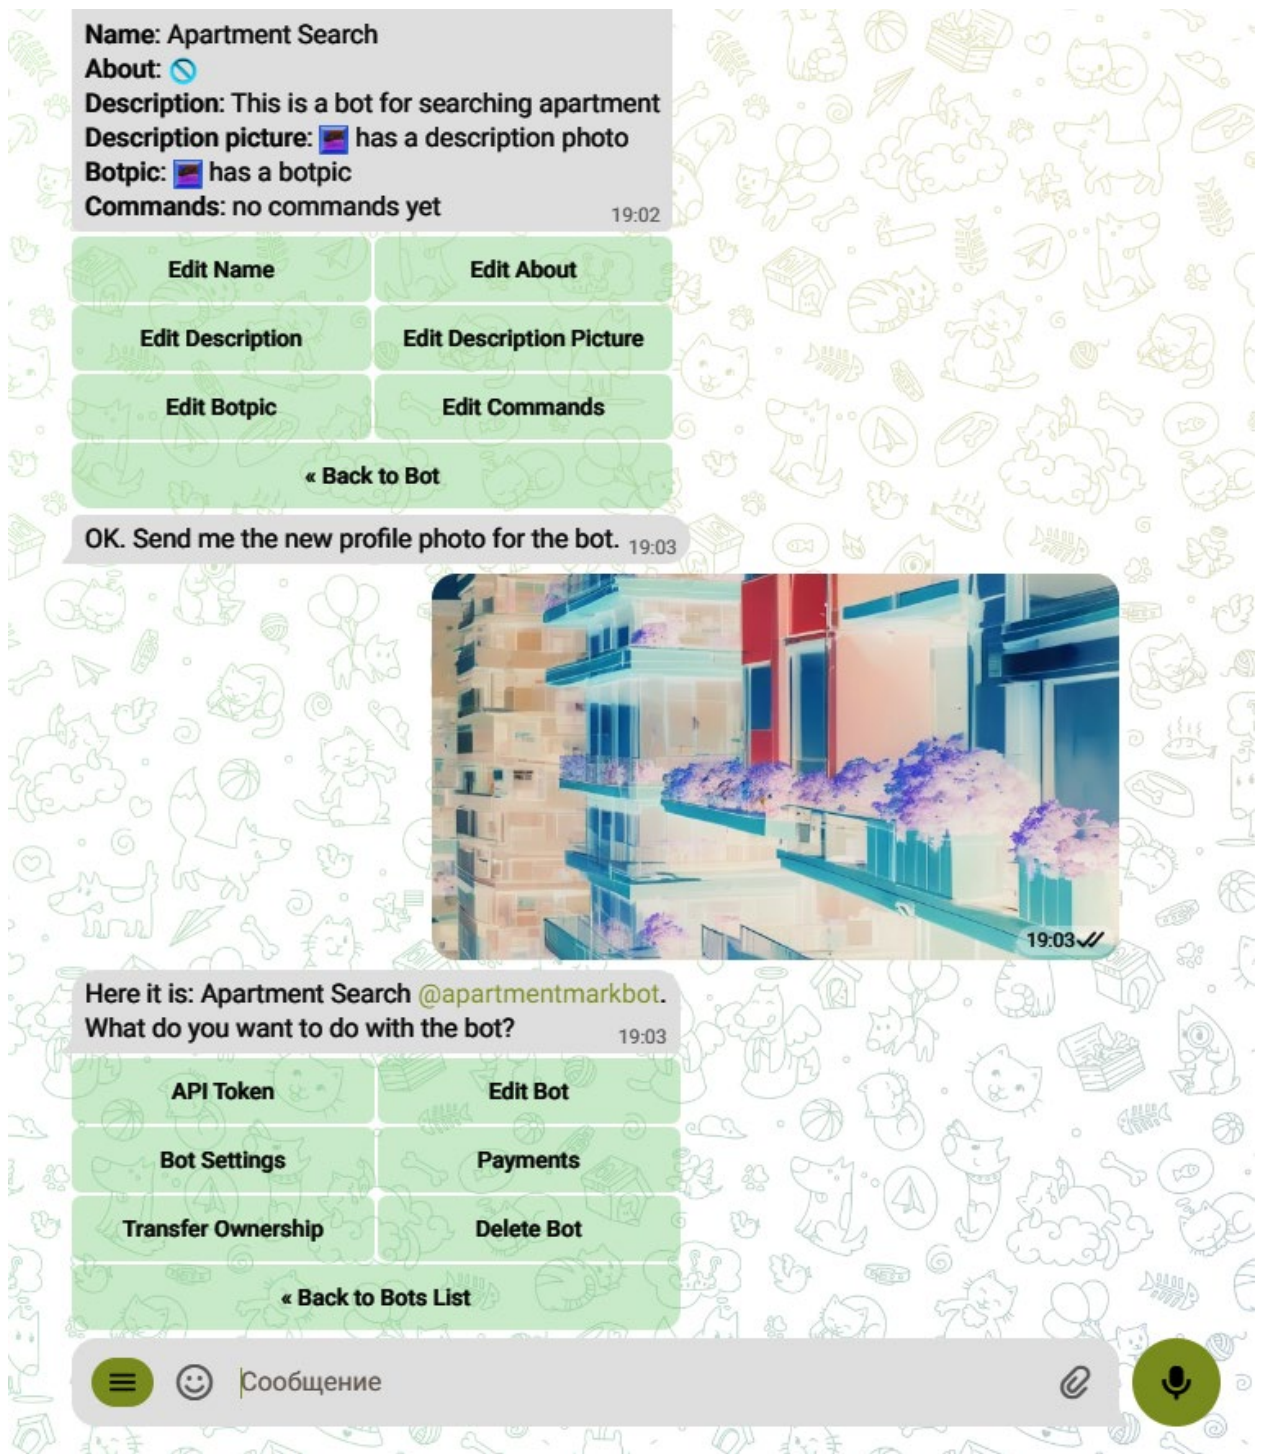 Name: Apartment Search
About: 🚫
Description: This is a bot for searching apartment
Description picture: 🌆 has a description photo
Botpic: 🌆 has a botpic
Commands: no commands yet
19:02
Edit Name
Edit About
Edit Description
Edit Description Picture
Edit Botpic
Edit Commands
« Back to Bot
OK. Send me the new profile photo for the bot. 19:03
19:03
Here it is: Apartment Search @apartmentmarkbot.
What do you want to do with the bot?
19:03
API Token
Edit Bot
Bot Settings
Payments
Transfer Ownership
Delete Bot
« Back to Bots List
Сообщение